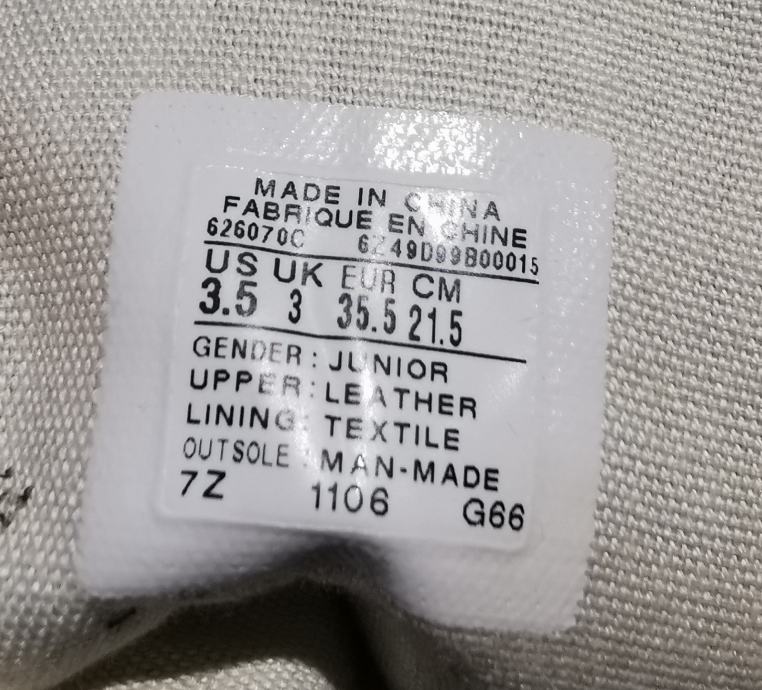 MADE IN CHINA
FABRIQUE EN CHINE
626070C 6Z49D99B00015
US UK EUR CM
3.5 3 35.5 21.5
GENDER: JUNIOR
UPPER: LEATHER
LINING: TEXTILE
OUTSOLE: MAN-MADE
7Z 1106 G66